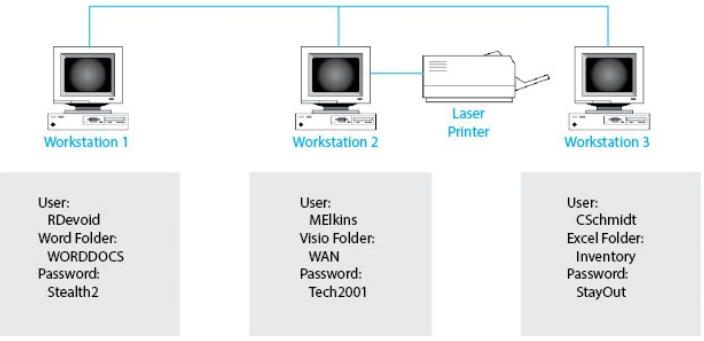 Workstation 1
Workstation 2
Laser
Printer
Workstation 3
User:
RDevoid
Word Folder:
WORDDOCS
Password:
Stealth2
User:
MElkins
Visio Folder:
WAN
Password:
Tech2001
User:
CSchmidt
Excel Folder:
Inventory
Password:
StayOut